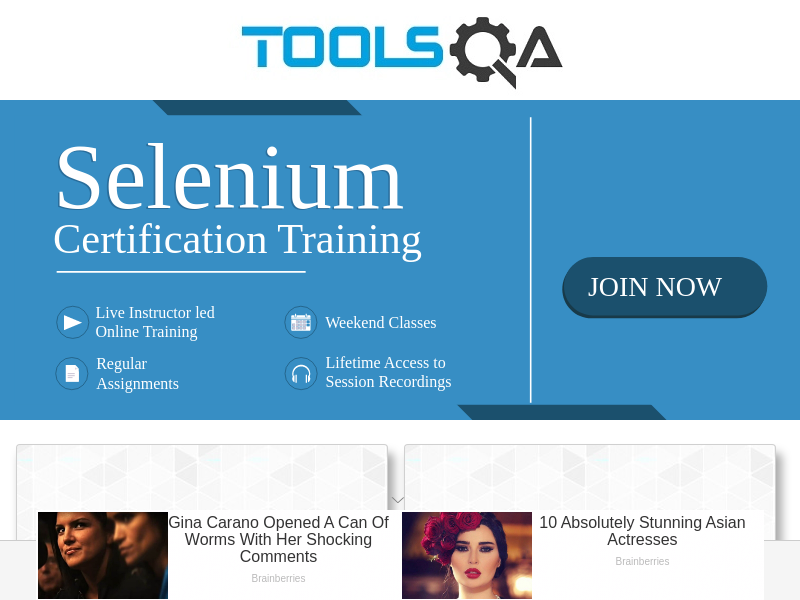 TOOLSQA
Selenium
Certification Training
Live Instructor led
Online Training
Weekend Classes
Regular
Assignments
Lifetime Access to
Session Recordings
JOIN NOW
Gina Carano Opened A Can Of
Worms With Her Shocking
Comments
Brainberries
10 Absolutely Stunning Asian
Actresses
Brainberries